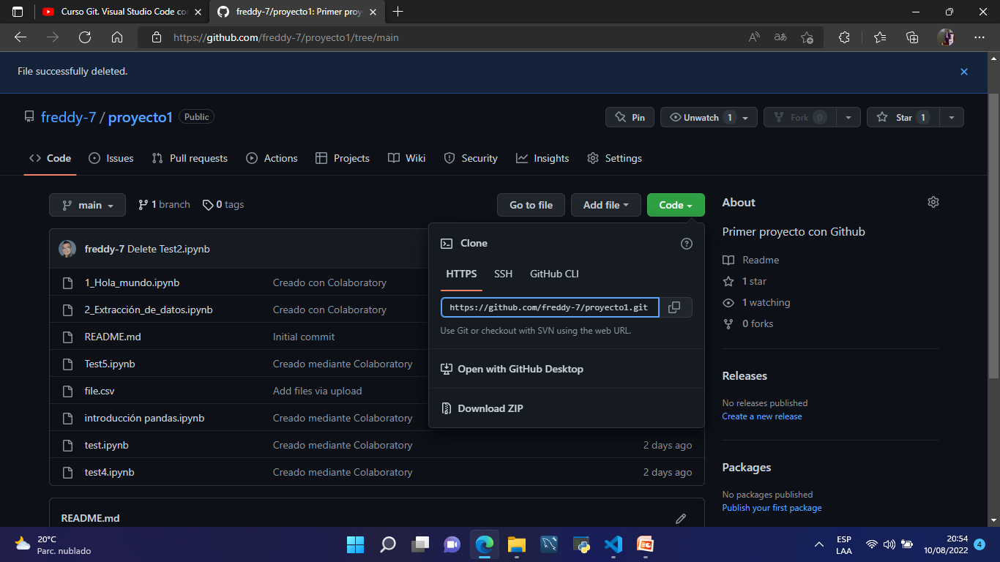 Curso Git. Visual Studio Code co
freddy-7/proyecto1: Primer proy
https://github.com/freddy-7/proyecto1/tree/main
File successfully deleted.
freddy-7 / proyecto1 Public
Pin
Unwatch 1
Fork 0
Star 1
Code
Issues
Pull requests
Actions
Projects
Wiki
Security
Insights
Settings
main
1 branch
0 tags
Go to file
Add file
Code
freddy-7 Delete Test2.ipynb
1_Hola_mundo.ipynb Creado con Colaboratory
2_Extracción_de_datos.ipynb Creado con Colaboratory
README.md Initial commit
Test5.ipynb Creado mediante Colaboratory
file.csv Add files via upload
introducción pandas.ipynb Creado mediante Colaboratory
test.ipynb Creado mediante Colaboratory 2 days ago
test4.ipynb Creado mediante Colaboratory 2 days ago
README.md
Clone
HTTPS SSH GitHub CLI
https://github.com/freddy-7/proyecto1.git
Use Git or checkout with SVN using the web URL.
Open with GitHub Desktop
Download ZIP
About
Primer proyecto con Github
Readme
1 star
1 watching
0 forks
Releases
No releases published
Create a new release
Packages
No packages published
Publish your first package
20°C
Parc. nublado
ESP
LAA
20:54
10/08/2022
4